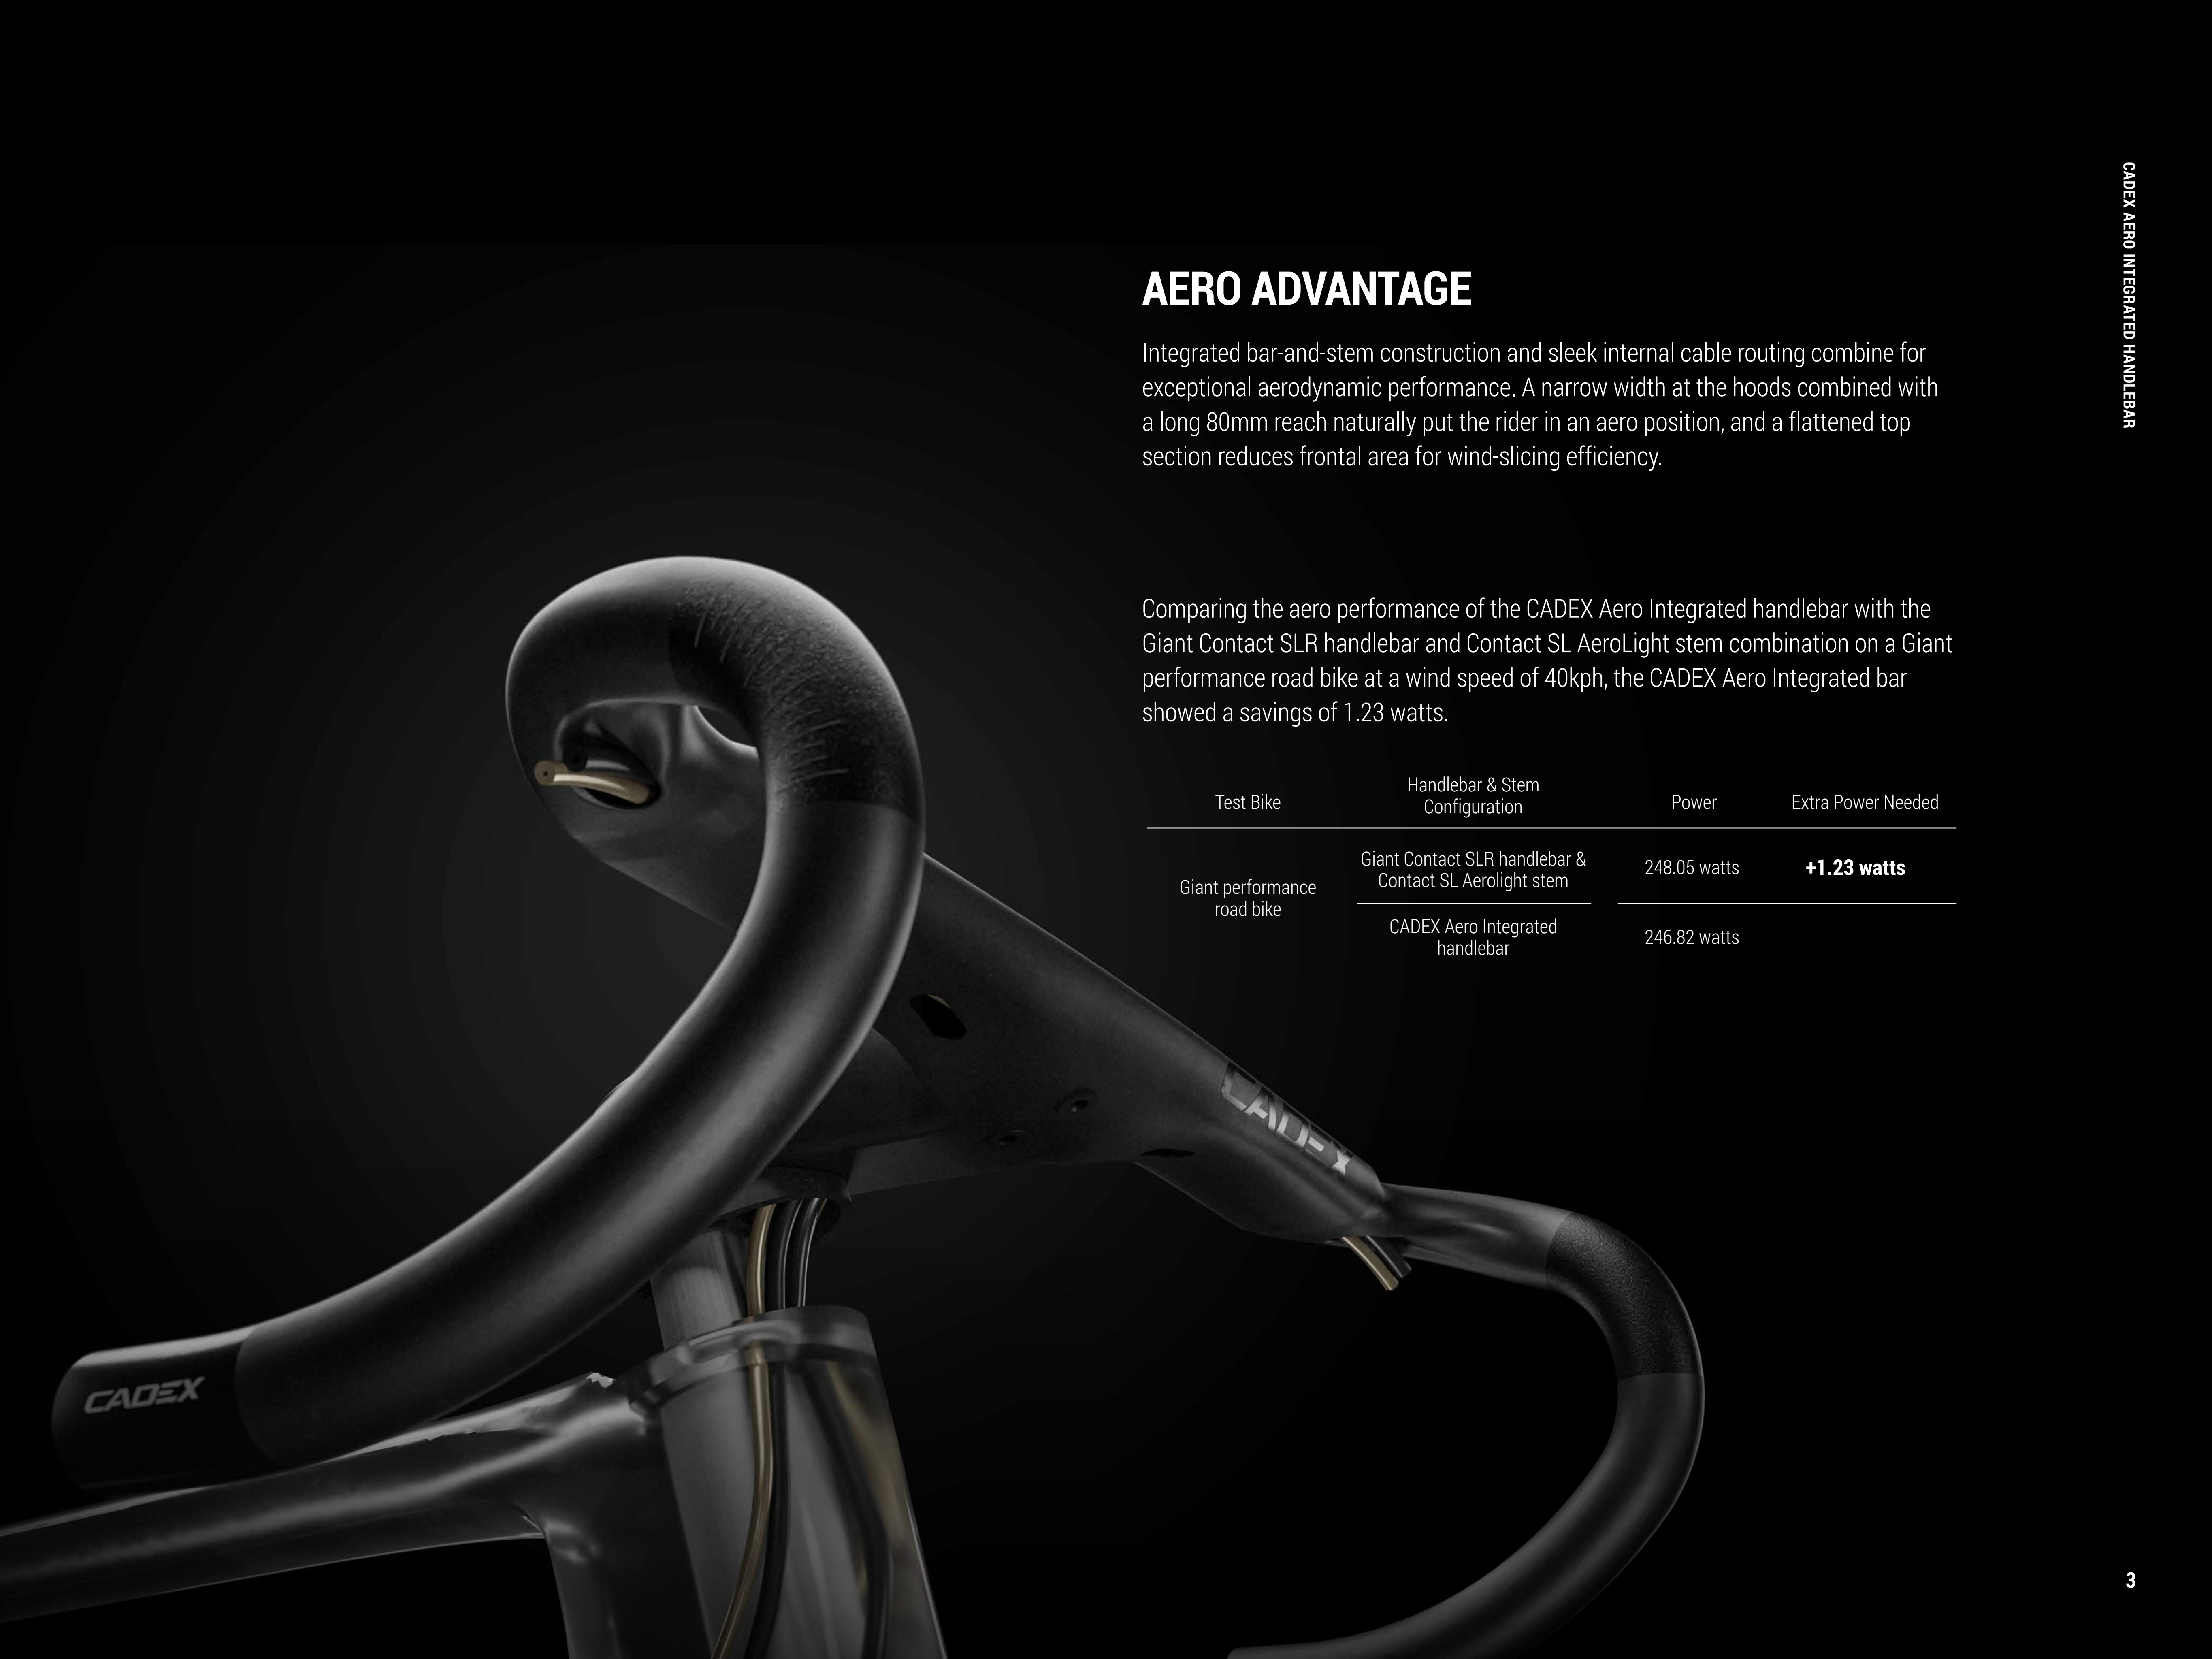 CADEX AERO INTEGRATED HANDLEBAR
AERO ADVANTAGE
Integrated bar-and-stem construction and sleek internal cable routing combine for
exceptional aerodynamic performance. A narrow width at the hoods combined with
a long 80mm reach naturally put the rider in an aero position, and a flattened top
section reduces frontal area for wind-slicing efficiency.
Comparing the aero performance of the CADEX Aero Integrated handlebar with the
Giant Contact SLR handlebar and Contact SL AeroLight stem combination on a Giant
performance road bike at a wind speed of 40kph, the CADEX Aero Integrated bar
showed a savings of 1.23 watts.
Test Bike
Handlebar & Stem
Configuration
Power
Extra Power Needed
Giant performance
road bike
Giant Contact SLR handlebar &
Contact SL Aerolight stem
248.05 watts
+1.23 watts
CADEX Aero Integrated
handlebar
246.82 watts
CADEX
CADEX
3